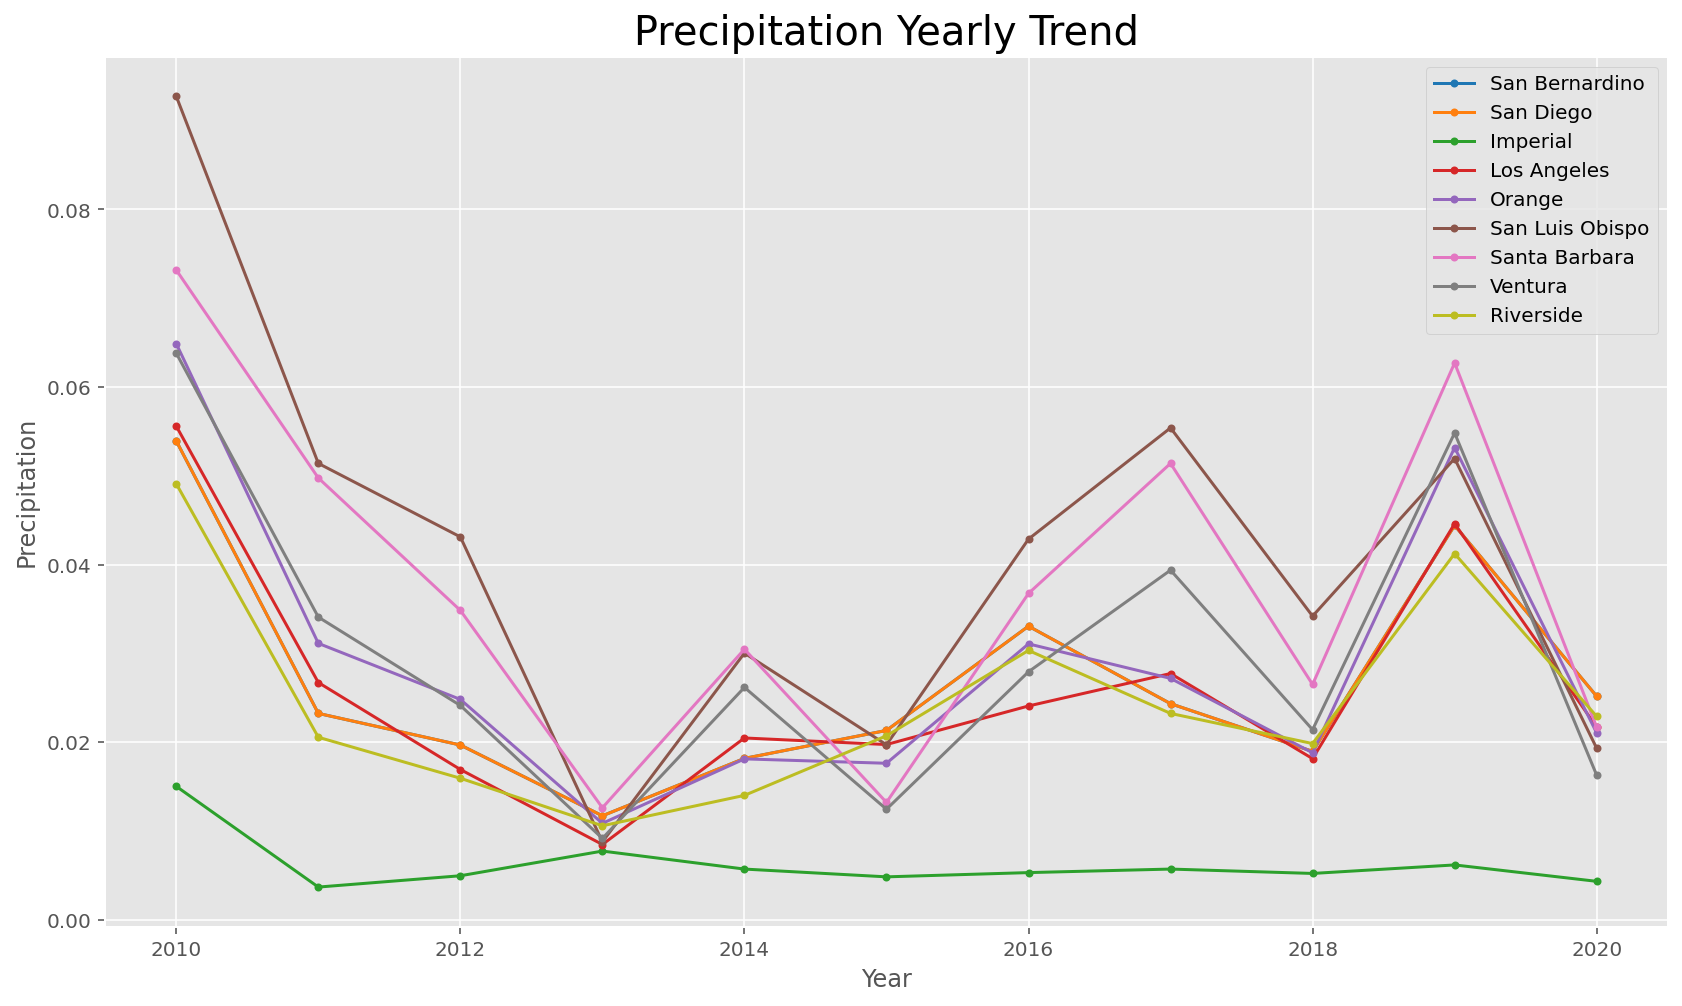 Precipitation Yearly Trend
San Bernardino
San Diego
Imperial
Los Angeles
Orange
San Luis Obispo
Santa Barbara
Ventura
Riverside
0.08
0.06
0.04
0.02
0.00
Precipitation
2010 2012 2014 2016 2018 2020
Year